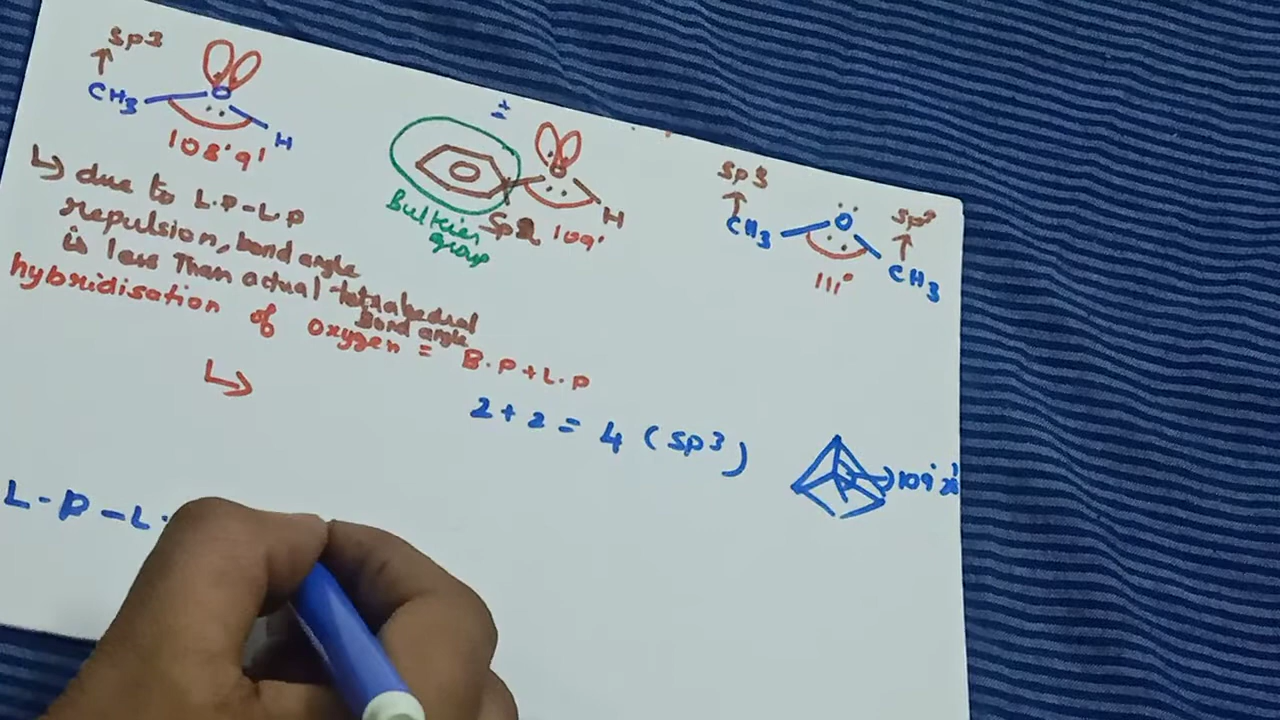 Sp3
CH3
O
H
108°9'
↳ due to L.P-L.P
repulsion, bond angle
is less than actual tetrahedral
Bond angle
±
O
H
Sp2
109°
Bulkier
group
Sp3
CH3
O
Sp3
CH3
111°
hybridisation of oxygen = B.P+L.P
↳
2+2 = 4 (sp3)
L-P-L.